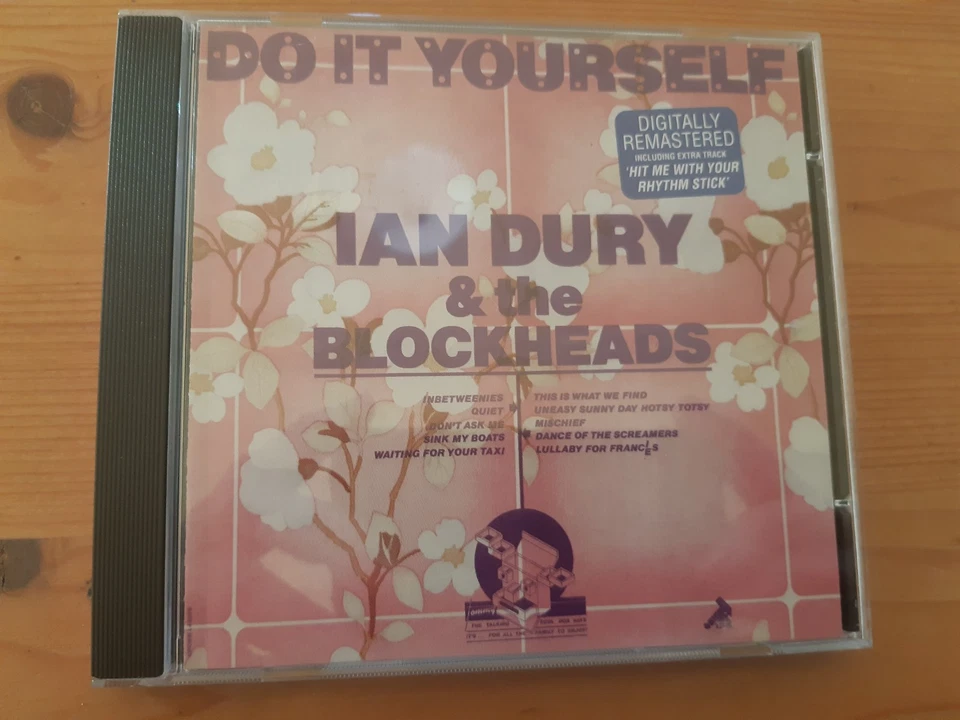 DO IT YOURSELF
DIGITALLY
REMASTERED
INCLUDING EXTRA TRACK
'HIT ME WITH YOUR
RHYTHM STICK'
IAN DURY
& the
BLOCKHEADS
INBETWEENIES
QUIET
DON'T ASK ME
SINK MY BOATS
WAITING FOR YOUR TAXI
THIS IS WHAT WE FIND
UNEASY SUNNY DAY HOTSY TOTSY
MISCHIEF
DANCE OF THE SCREAMERS
LULLABY FOR FRANCI/ES